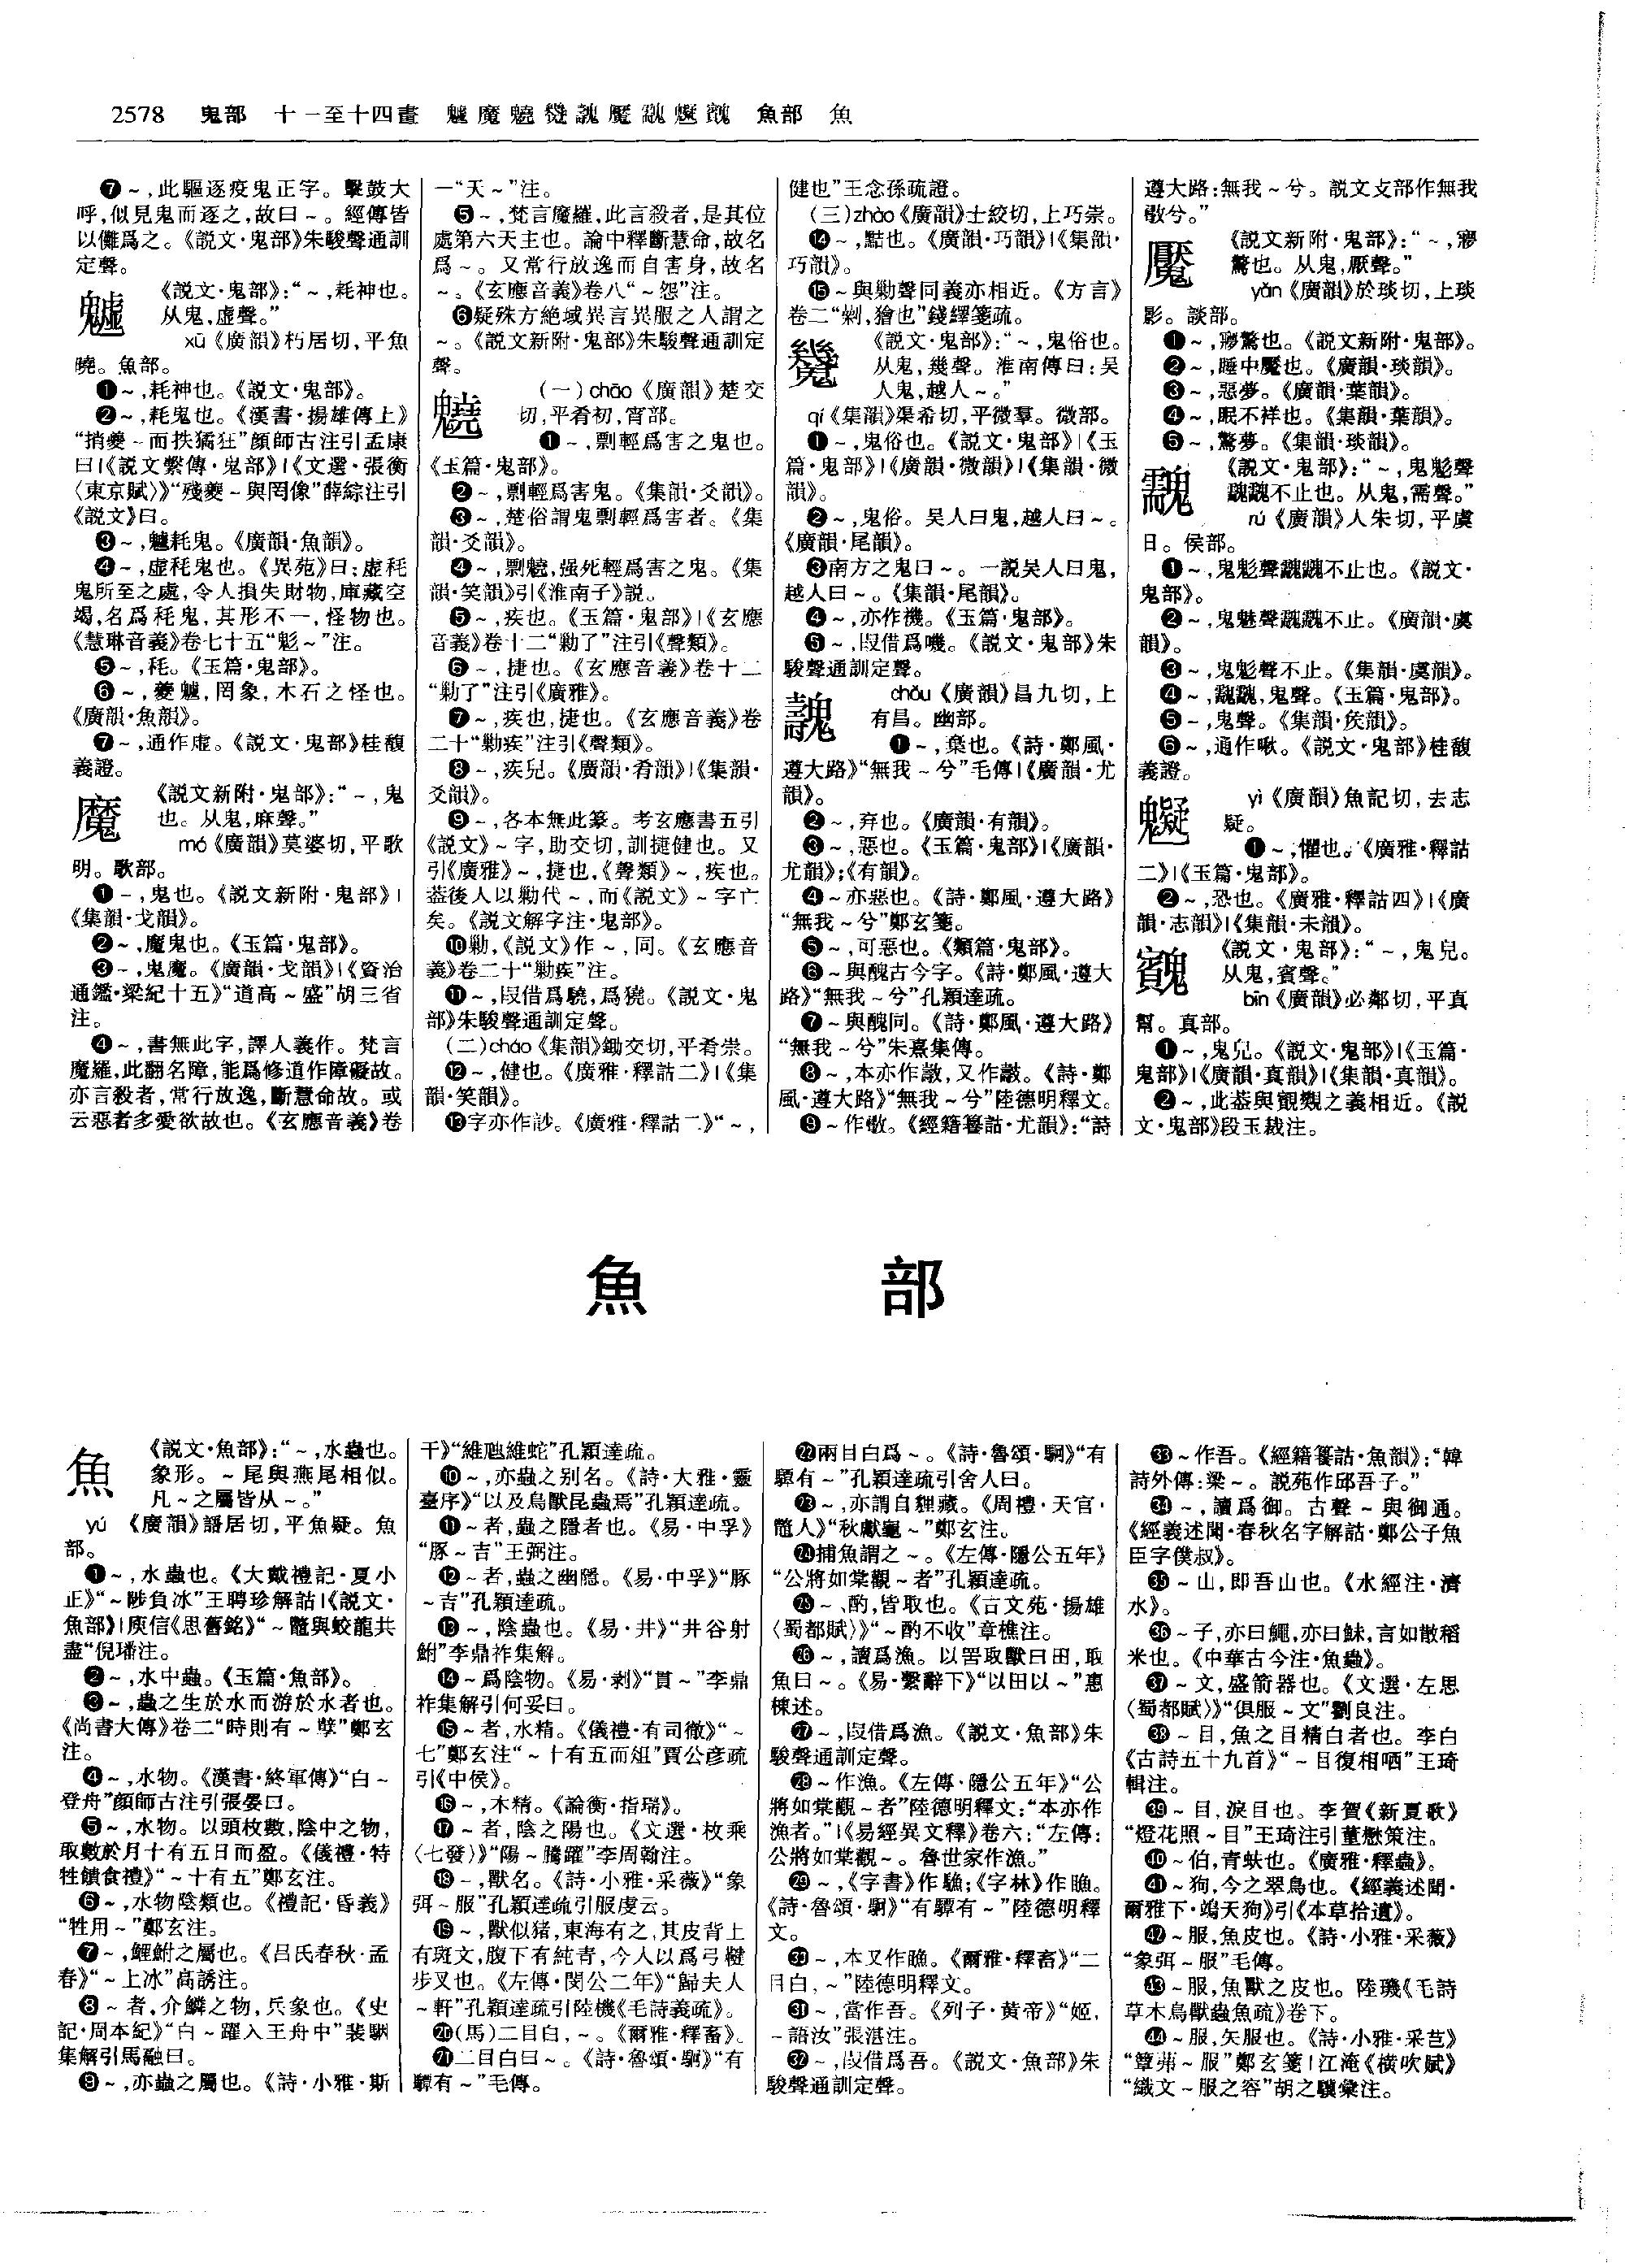 2578 鬼部 十一至十四畫 魖魔魈䰇魗魘䰰䰯䰮 魚部 魚
❼～,此驅逐疫鬼正字。擊鼓大
呼,似見鬼而逐之,故曰～。經傳皆
以儺爲之。《説文·鬼部》朱駿聲通訓
定聲。
魖
《説文·鬼部》:“～,耗神也。
从鬼,虛聲。”
xū《廣韻》朽居切,平魚
曉。魚部。
❶～,耗神也。《説文·鬼部》。
❷～,耗鬼也。《漢書·揚雄傳上》
“捎夔～而抶獝狂”顔師古注引孟康
曰|《説文繫傳·鬼部》|《文選·張衡
〈東京賦〉》“殘夔～與罔像”薛綜注引
《説文》曰。
❸～,魖耗鬼。《廣韻·魚韻》。
❹～,虛秏鬼也。《異苑》曰:虛秏
鬼所至之處,令人損失財物,庫藏空
竭,名爲秏鬼,其形不一,怪物也。
《慧琳音義》卷七十五“魑～”注。
❺～,秏。《玉篇·鬼部》。
❻～,夔魖,罔象,木石之怪也。
《廣韻·魚韻》。
❼～,通作虛。《説文·鬼部》桂馥
義證。
魔
《説文新附·鬼部》:“～,鬼
也。从鬼,麻聲。”
mó《廣韻》莫婆切,平歌
明。歌部。
❶～,鬼也。《説文新附·鬼部》|
《集韻·戈韻》。
❷～,魔鬼也。《玉篇·鬼部》。
❸～,鬼魔。《廣韻·戈韻》|《資治
通鑑·梁紀十五》“道高～盛”胡三省
注。
❹～,書無此字,譯人義作。梵言
魔羅,此翻名障,能爲修道作障礙故。
亦言殺者,常行放逸,斷慧命故。或
云惡者多愛欲故也。《玄應音義》卷
一“天～”注。
❺～,梵言魔羅,此言殺者,是其位
處第六天主也。論中釋斷慧命,故名
爲～。又常行放逸而自害身,故名
～。《玄應音義》卷八“～怨”注。
❻疑殊方絶域異言異服之人謂之
～。《説文新附·鬼部》朱駿聲通訓定
聲。
(一)chāo《廣韻》楚交
切,平肴初,宵部。
❶～,剽輕爲害之鬼也。
《玉篇·鬼部》。
❷～,剽輕爲害鬼。《集韻·爻韻》。
❸～,楚俗謂鬼剽輕爲害者。《集
韻·爻韻》。
❹～,剽魒,强死輕爲害之鬼。《集
韻·笑韻》引《淮南子》説。
❺～,疾也。《玉篇·鬼部》|《玄應
音義》卷十二“勦了”注引《聲類》。
❻～,捷也。《玄應音義》卷十二
“勦了”注引《廣雅》。
❼～,疾也,捷也。《玄應音義》卷
二十“勦疾”注引《聲類》。
❽～,疾皃。《廣韻·肴韻》|《集韻·
爻韻》。
❾～,各本無此篆。考玄應書五引
《説文》～字,助交切,訓捷健也。又
引《廣雅》～,捷也,《聲類》～,疾也。
葢後人以勦代～,而《説文》～字亡
矣。《説文解字注·鬼部》。
❿勦,《説文》作～,同。《玄應音
義》卷二十“勦疾”注。
⓫～,叚借爲驍,爲獟。《説文·鬼
部》朱駿聲通訓定聲。
(二)cháo《集韻》鋤交切,平肴崇。
⓬～,健也。《廣雅·釋詁二》|《集
韻·笑韻》。
⓭字亦作訬。《廣雅·釋詁二》“～,
健也”王念孫疏證。
(三)zhào《廣韻》士絞切,上巧崇。
⓮～,黠也。《廣韻·巧韻》|《集韻·
巧韻》。
⓯～與勦聲同義亦相近。《方言》
卷二“劋,獪也”錢繹箋疏。
《説文·鬼部》:“～,鬼俗也。
从鬼,幾聲。淮南傳曰:吴
人鬼,越人～。”
qí《集韻》渠希切,平微羣。微部。
❶～,鬼俗也。《説文·鬼部》|《玉
篇·鬼部》|《廣韻·微韻》|《集韻·微
韻》。
❷～,鬼俗。吴人曰鬼,越人曰～。
《廣韻·尾韻》。
❸南方之鬼曰～。一説吴人曰鬼,
越人曰～。《集韻·尾韻》。
❹～,亦作禨。《玉篇·鬼部》。
❺～,叚借爲嘰。《説文·鬼部》朱
駿聲通訓定聲。
魗
chǒu《廣韻》昌九切,上
有昌。幽部。
❶～,棄也。《詩·鄭風·
遵大路》“無我～兮”毛傳|《廣韻·尤
韻》。
❷～,弃也。《廣韻·有韻》。
❸～,惡也。《玉篇·鬼部》|《廣韻·
尤韻》;《有韻》。
❹～亦惡也。《詩·鄭風·遵大路》
“無我～兮”鄭玄箋。
❺～,可惡也。《類篇·鬼部》。
❻～與醜古今字。《詩·鄭風·遵大
路》“無我～兮”孔穎達疏。
❼～與醜同。《詩·鄭風·遵大路》
“無我～兮”朱熹集傳。
❽～,本亦作𢾭,又作𣀔。《詩·鄭
風·遵大路》“無我～兮”陸德明釋文。
❾～作𢾭。《經籍籑詁·尤韻》:“詩
遵大路:無我～兮。説文攴部作無我
𢾭兮。”
魘
《説文新附·鬼部》:“～,㝱
驚也。从鬼,厭聲。”
yǎn《廣韻》於琰切,上琰
影。談部。
❶～,㝱驚也。《説文新附·鬼部》。
❷～,睡中魘也。《廣韻·琰韻》。
❸～,惡夢。《廣韻·葉韻》。
❹～,眠不祥也。《集韻·葉韻》。
❺～,驚夢。《集韻·琰韻》。
䰰
《説文·鬼部》:“～,鬼鬽聲
䰰䰰不止也。从鬼,需聲。”
rú《廣韻》人朱切,平虞
日。侯部。
❶～,鬼鬽聲䰰䰰不止也。《説文·
鬼部》。
❷～,鬼魅聲䰰䰰不止。《廣韻·虞
韻》。
❸～,鬼鬽聲不止。《集韻·虞韻》。
❹～,䰰䰰,鬼聲。《玉篇·鬼部》。
❺～,鬼聲。《集韻·矦韻》。
❻～,通作啾。《説文·鬼部》桂馥
義證。
yì《廣韻》魚記切,去志
疑。
❶～,懼也。《廣雅·釋詁
二》|《玉篇·鬼部》。
❷～,恐也。《廣雅·釋詁四》|《廣
韻·志韻》|《集韻·未韻》。
《説文·鬼部》:“～,鬼皃。
从鬼,賓聲。”
bīn《廣韻》必鄰切,平真
幫。真部。
❶～,鬼皃。《説文·鬼部》|《玉篇·
鬼部》|《廣韻·真韻》|《集韻·真韻》。
❷～,此葢與覿覿之義相近。《説
文·鬼部》段玉裁注。
魚 部
魚
《説文·魚部》:“～,水蟲也。
象形。～尾與燕尾相似。
凡～之屬皆从～。”
yú《廣韻》語居切,平魚疑。魚
部。
❶～,水蟲也。《大戴禮記·夏小
正》“～陟負冰”王聘珍解詁|《説文·
魚部》|庾信《思舊銘》“～鼈與蛟龍共
盡“倪璠注。
❷～,水中蟲。《玉篇·魚部》。
❸～,蟲之生於水而游於水者也。
《尚書大傳》卷二“時則有～孽”鄭玄
注。
❹～,水物。《漢書·終軍傳》“白～
登舟”顔師古注引張晏曰。
❺～,水物。以頭枚數,陰中之物,
取數於月十有五日而盈。《儀禮·特
牲饋食禮》“～十有五”鄭玄注。
❻～,水物陰類也。《禮記·昏義》
“牲用～”鄭玄注。
❼～,鯉鮒之屬也。《吕氏春秋·孟
春》“～上冰”高誘注。
❽～者,介鱗之物,兵象也。《史
記·周本紀》“白～躍入王舟中”裴駰
集解引馬融曰。
❾～,亦蟲之屬也。《詩·小雅·斯
干》“維虺維蛇”孔穎達疏。
❿～,亦蟲之别名。《詩·大雅·靈
臺序》“以及鳥獸昆蟲焉”孔穎達疏。
⓫～者,蟲之隱者也。《易·中孚》
“豚～吉”王弼注。
⓬～者,蟲之幽隱。《易·中孚》“豚
～吉”孔穎達疏。
⓭～,陰蟲也。《易·井》“井谷射
鮒”李鼎祚集解。
⓮～爲陰物。《易·剥》“貫～”李鼎
祚集解引何妥曰。
⓯～者,水精。《儀禮·有司徹》“～
七”鄭玄注“～十有五而俎”賈公彦疏
引《中侯》。
⓰～,木精。《論衡·指瑞》。
⓱～者,陰之陽也。《文選·枚乘
〈七發〉》“陽～騰躍”李周翰注。
⓲～,獸名。《詩·小雅·采薇》“象
弭～服”孔穎達疏引服虔云。
⓳～,獸似猪,東海有之,其皮背上
有斑文,腹下有純青,今人以爲弓鞬
步叉也。《左傳·閔公二年》“歸夫人
～軒”孔穎達疏引陸機《毛詩義疏》。
⓴(馬)二目白,～。《爾雅·釋畜》。
㉑二目白曰～。《詩·魯頌·駉》“有
驔有～”毛傳。
㉒兩目白爲～。《詩·魯頌·駉》“有
驔有～”孔穎達疏引舍人曰。
㉓～,亦謂自貍藏。《周禮·天官·
鼈人》“秋獻龜～”鄭玄注。
㉔捕魚謂之～。《左傳·隱公五年》
“公將如棠觀～者”孔穎達疏。
㉕～、酌,皆取也。《古文苑·揚雄
〈蜀都賦〉》“～酌不收”章樵注。
㉖～,讀爲漁。以罟取獸曰田,取
魚曰～。《易·繫辭下》“以田以～”惠
棟述。
㉗～,叚借爲漁。《説文·魚部》朱
駿聲通訓定聲。
㉘～作漁。《左傳·隱公五年》“公
將如棠觀～者”陸德明釋文:“本亦作
漁者。”|《易經異文釋》卷六:“左傳:
公將如棠觀～。魯世家作漁。”
㉙～,《字書》作䲣;《字林》作䁩。
《詩·魯頌·駉》“有驔有～”陸德明釋
文。
㉚～,本又作䁩。《爾雅·釋畜》“二
目白,～”陸德明釋文。
㉛～,當作吾。《列子·黄帝》“姬,
～語汝”張湛注。
㉜～,叚借爲吾。《説文·魚部》朱
駿聲通訓定聲。
㉝～作吾。《經籍籑詁·魚韻》:“韓
詩外傳:梁～。説苑作邱吾子。”
㉞～,讀爲御。古聲～與御通。
《經義述聞·春秋名字解詁·鄭公子魚
臣字僕叔》。
㉟～山,即吾山也。《水經注·濟
水》。
㊱～子,亦曰鱦,亦曰䱊,言如散稻
米也。《中華古今注·魚蟲》。
㊲～文,盛箭器也。《文選·左思
〈蜀都賦〉》“俱服～文”劉良注。
㊳～目,魚之目精白者也。李白
《古詩五十九首》“～目復相哂”王琦
輯注。
㊴～目,淚目也。李賀《新夏歌》
“燈花照～目”王琦注引董懋策注。
㊵～伯,青蚨也。《廣雅·釋蟲》。
㊶～狗,今之翠鳥也。《經義述聞·
爾雅下·鴗天狗》引《本草拾遺》。
㊷～服,魚皮也。《詩·小雅·采薇》
“象弭～服”毛傳。
㊸～服,魚獸之皮也。陸璣《毛詩
草木鳥獸蟲魚疏》卷下。
㊹～服,矢服也。《詩·小雅·采芑》
“簟茀～服”鄭玄箋|江淹《横吹賦》
“織文～服之容”胡之驥彙注。